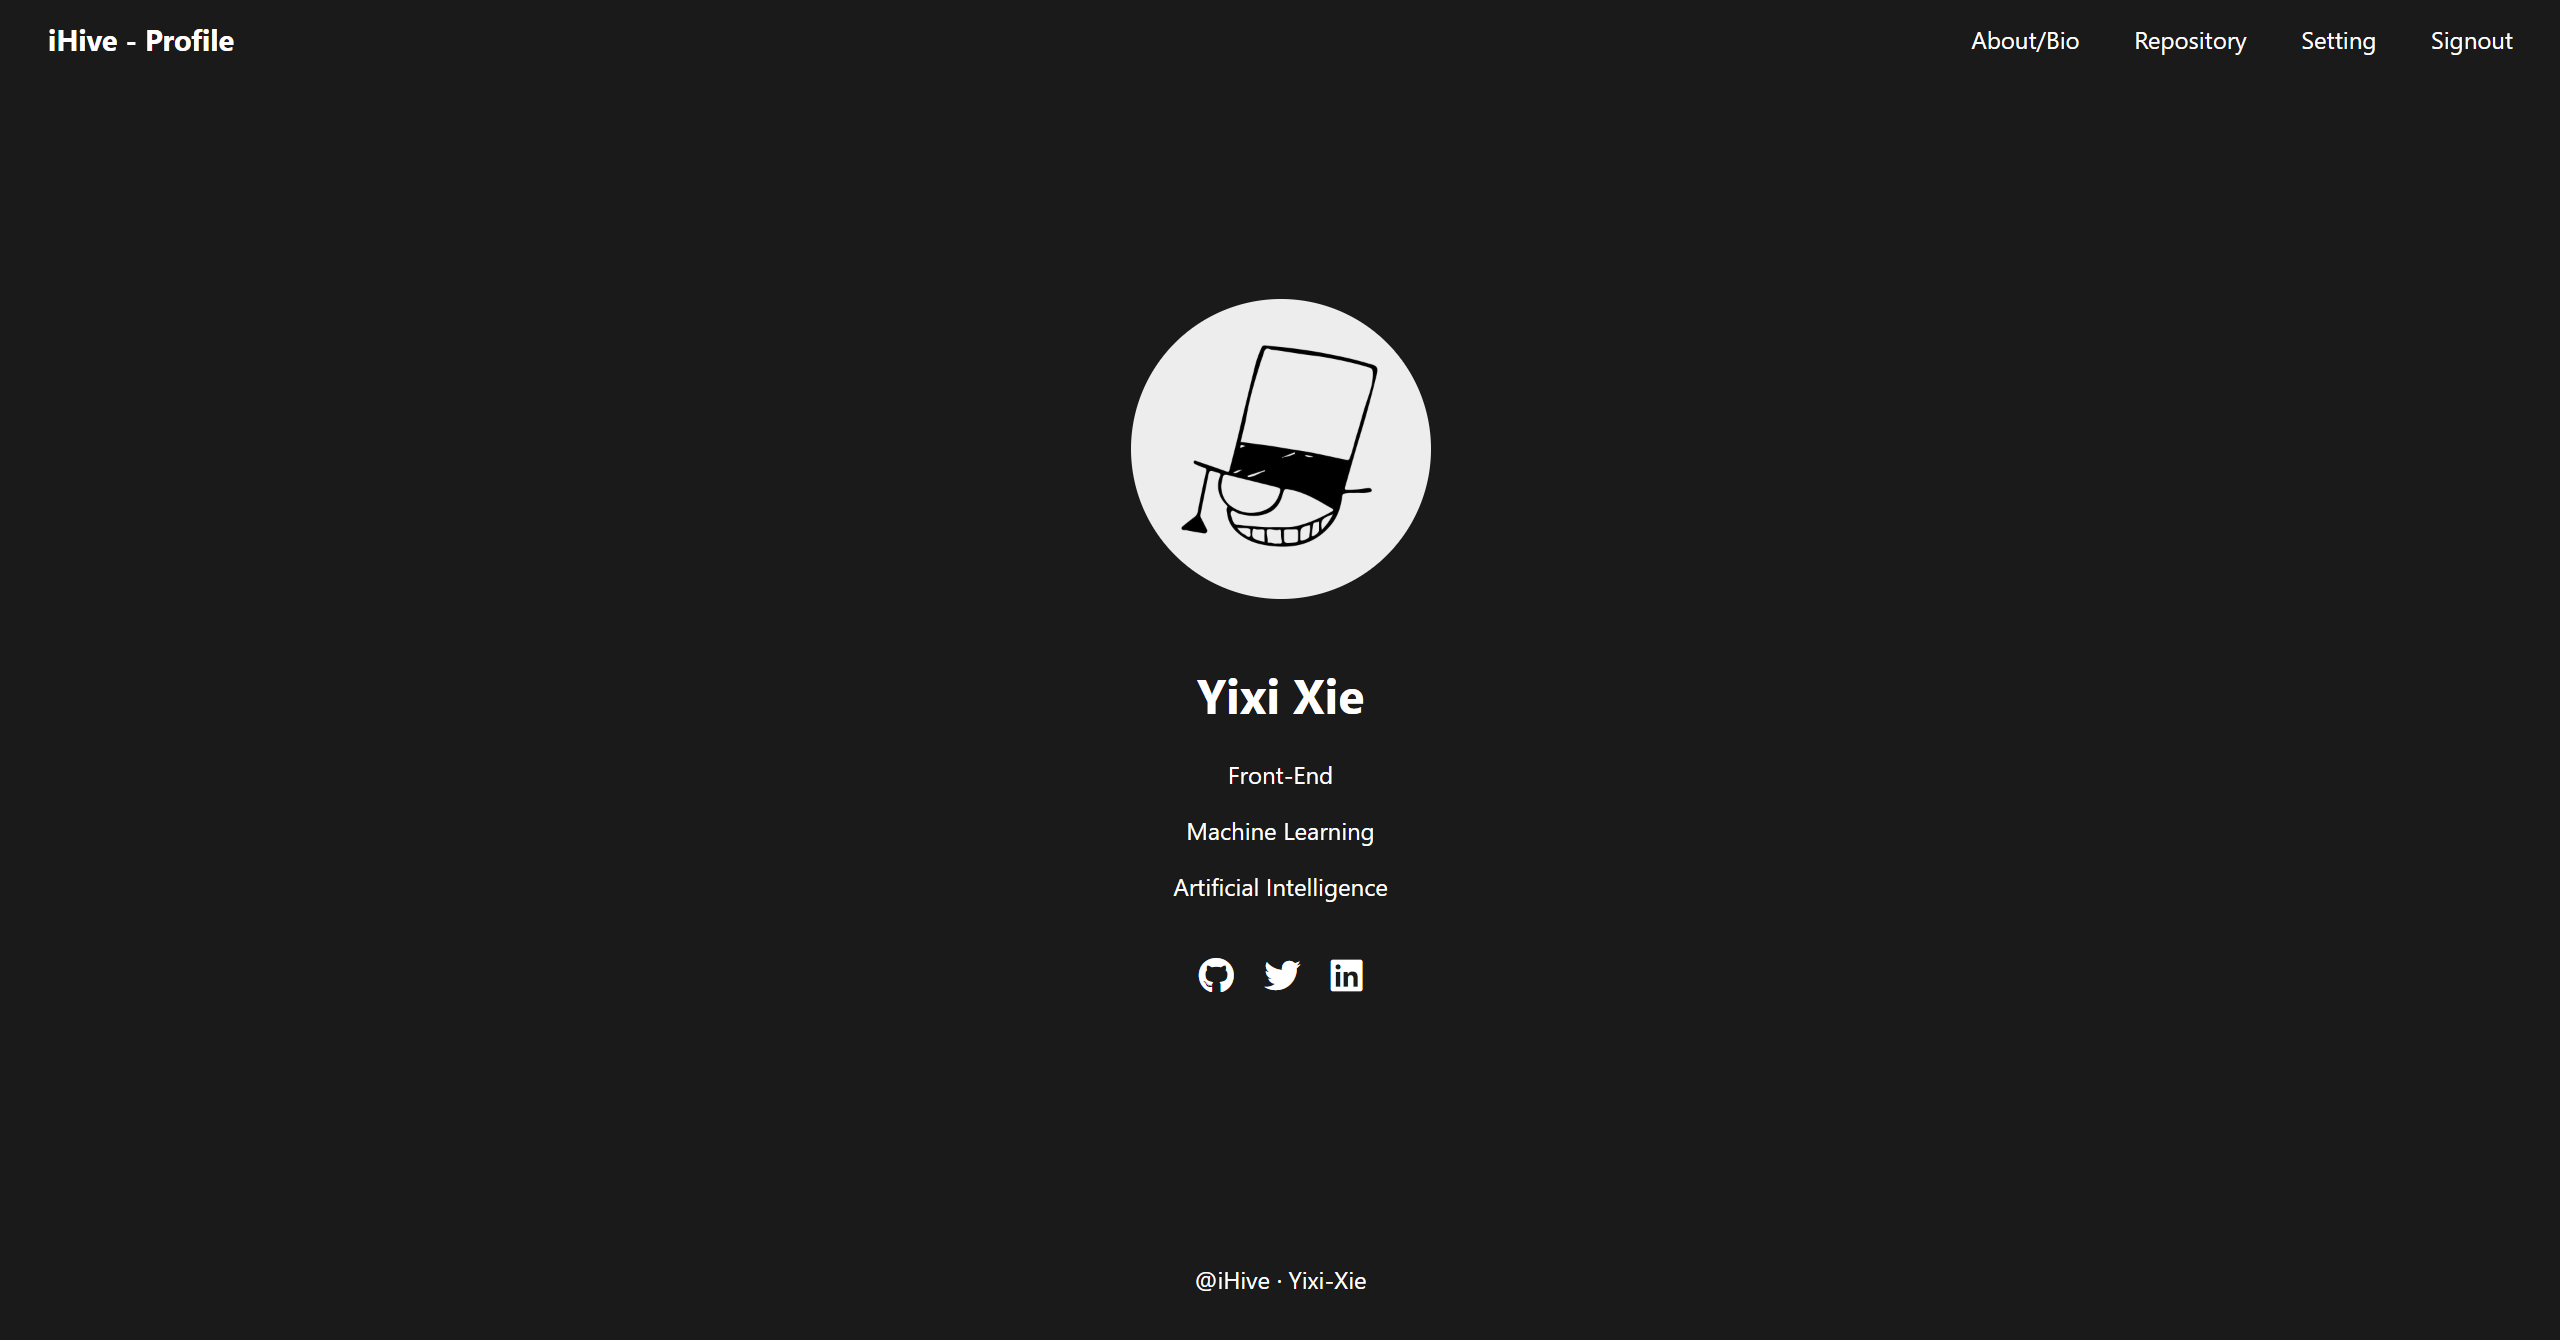 iHive - Profile
About/Bio Repository Setting Signout
Yixi Xie
Front-End
Machine Learning
Artificial Intelligence
in
@iHive · Yixi-Xie